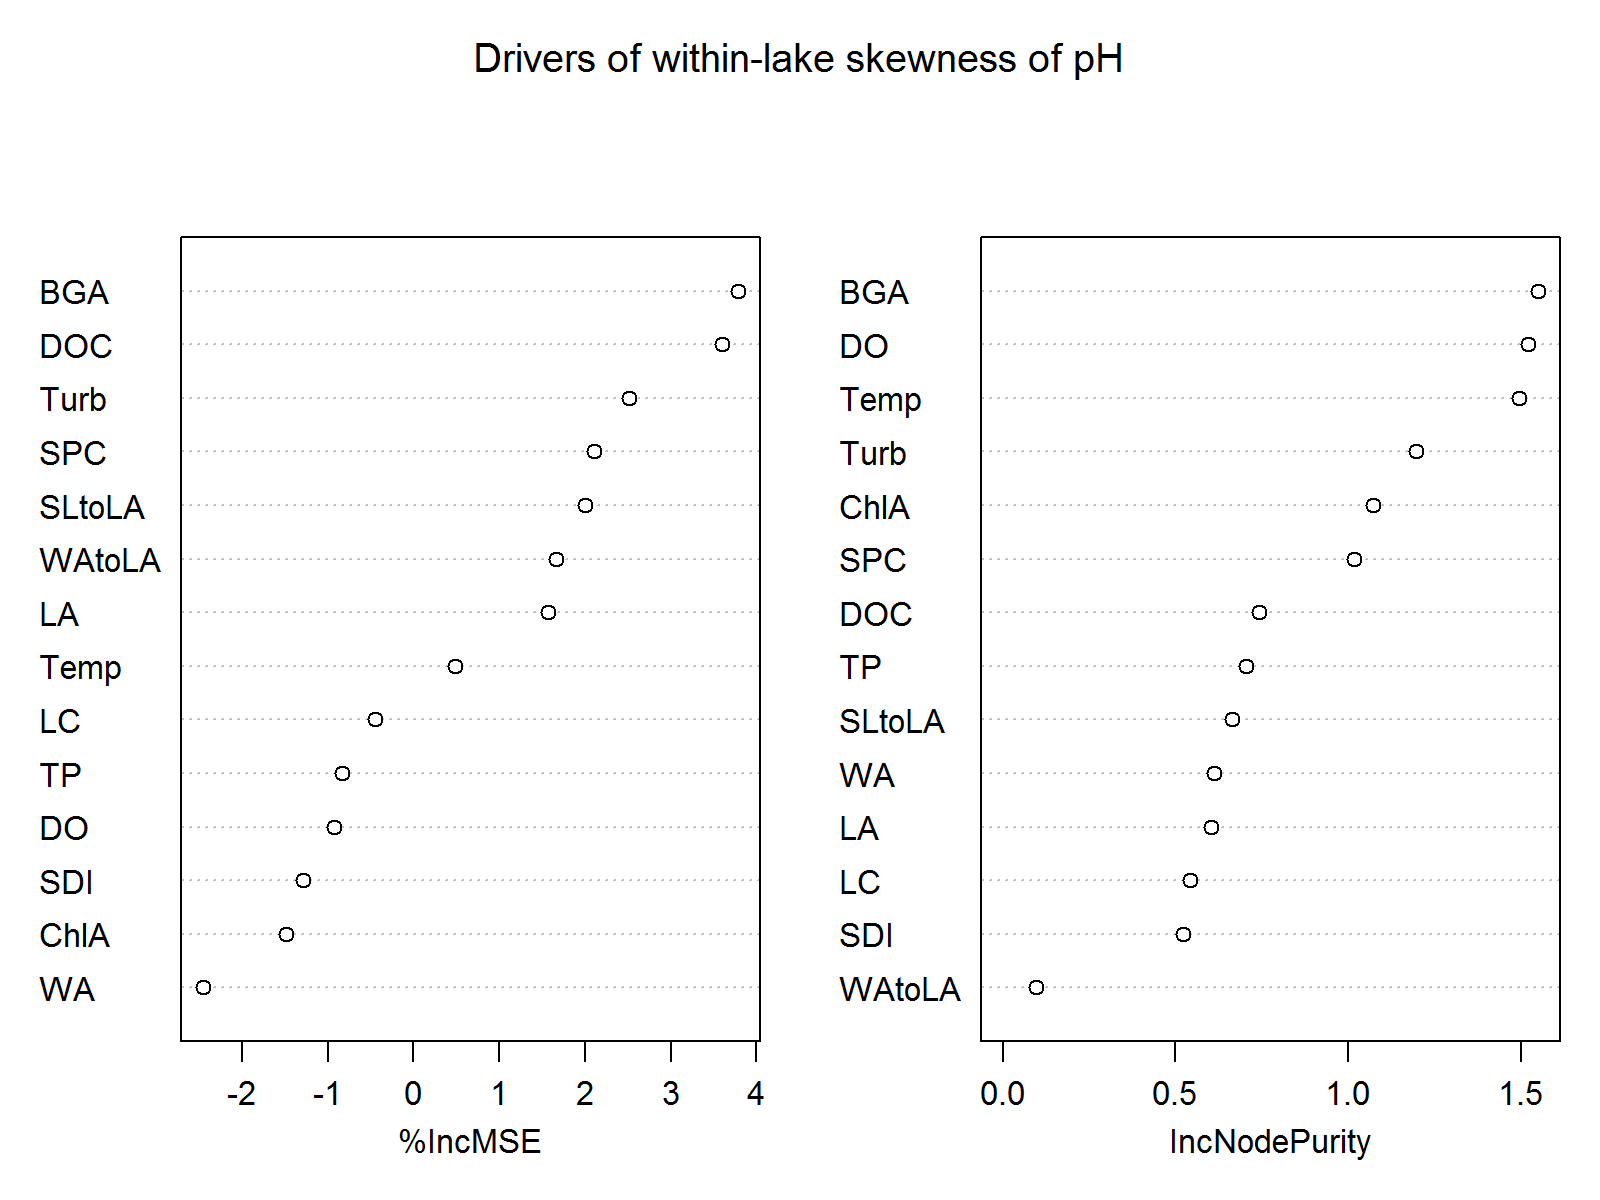 Drivers of within-lake skewness of pH
BGA
DOC
Turb
SPC
SLtoLA
WAtoLA
LA
Temp
LC
TP
DO
SDI
ChlA
WA
-2 -1 0 1 2 3 4
%IncMSE
BGA
DO
Temp
Turb
ChlA
SPC
DOC
TP
SLtoLA
WA
LA
LC
SDI
WAtoLA
0.0 0.5 1.0 1.5
IncNodePurity